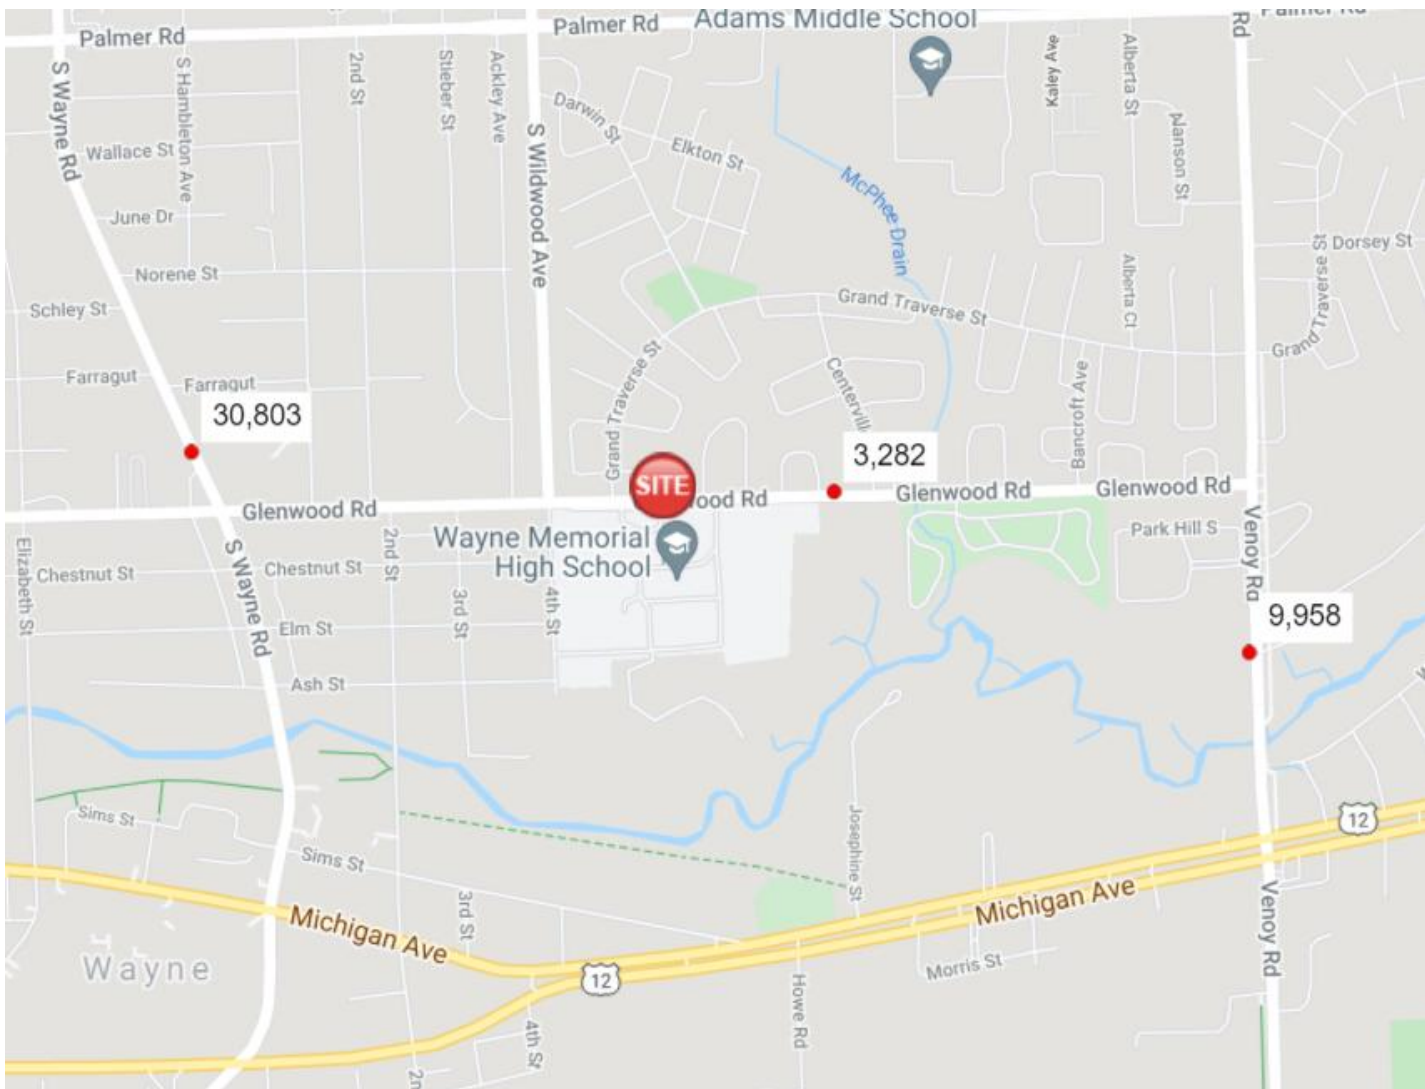 Adams Middle School
Palmer Rd
Palmer Rd
Palmer Rd
Rd
S Wayne Rd
S Hambleton Ave
2nd St
Stieber St
Ackley Ave
S Wildwood Ave
Darwin St
Elkton St
Kaley Ave
Alberta St
Nanson St
Wallace St
June Dr
Norene St
Schley St
McPhee Drain
Grand Traverse St
Dorsey St
Grand Traverse St
Alberta Ct
Grand Traverse St
Farragut
Farragut
30,803
Centervill
Bancroft Ave
3,282
SITE
Glenwood Rd
wood Rd
Glenwood Rd
Glenwood Rd
Wayne Memorial
High School
Park Hill S
Venoy Rd
Elizabeth St
Chestnut St
S Wayne Rd
Chestnut St
2nd St
3rd St
4th St
Elm St
Ash St
9,958
Sims St
Sims St
Josephine St
12
3rd St
Michigan Ave
Michigan Ave
Venoy Rd
Wayne
12
Morris St
Howe Rd
4th St